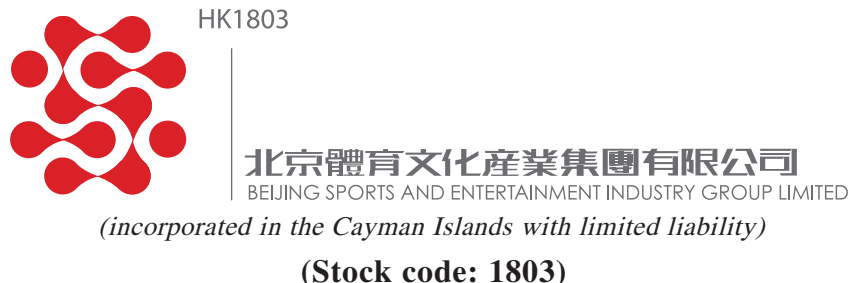 HK1803
北京體育文化產業集團有限公司
BEIJING SPORTS AND ENTERTAINMENT INDUSTRY GROUP LIMITED
(incorporated in the Cayman Islands with limited liability)
(Stock code: 1803)